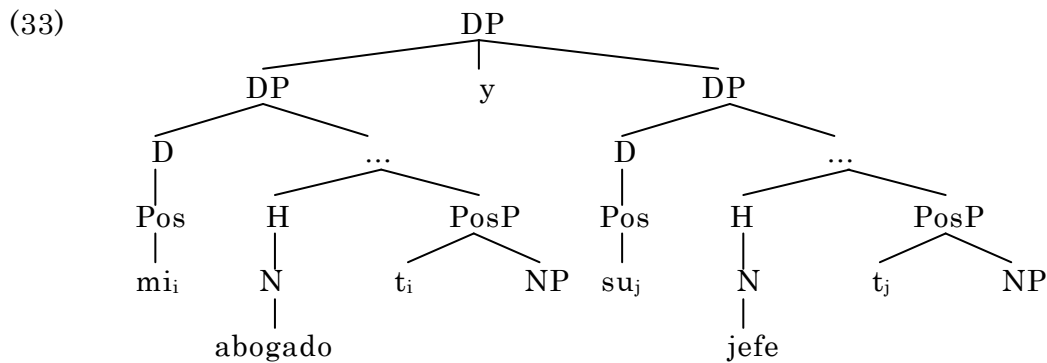 (33) DP
DP y DP
D ... D ...
Pos H PosP Pos H PosP
miᵢ N tᵢ NP suⱼ N tⱼ NP
abogado jefe